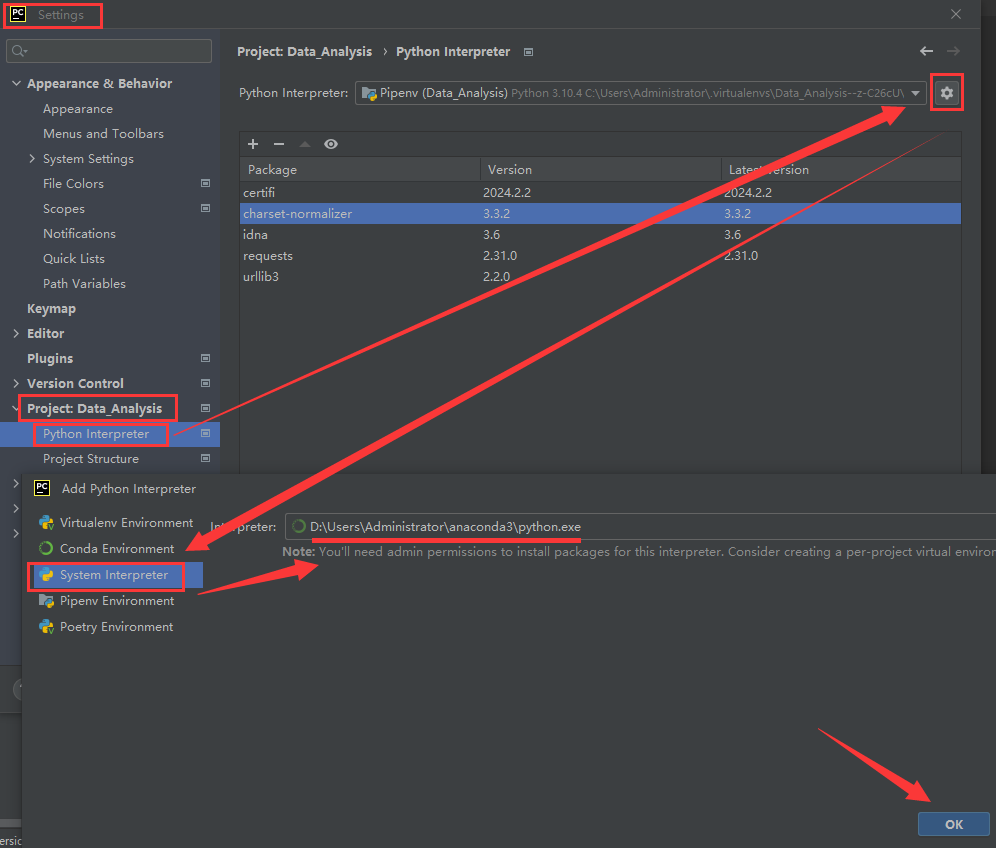 PC Settings
Project: Data_Analysis › Python Interpreter
Appearance & Behavior
Appearance
Menus and Toolbars
System Settings
File Colors
Scopes
Notifications
Quick Lists
Path Variables
Keymap
Editor
Plugins
Version Control
Project: Data_Analysis
Python Interpreter
Project Structure
Python Interpreter: Pipenv (Data_Analysis) Python 3.10.4 C:\Users\Administrator\.virtualenvs\Data_Analysis--z-C26cU\
Package Version Latest version
certifi 2024.2.2 2024.2.2
charset-normalizer 3.3.2 3.3.2
idna 3.6 3.6
requests 2.31.0 2.31.0
urllib3 2.2.0
PC Add Python Interpreter
Virtualenv Environment
Conda Environment
System Interpreter
Pipenv Environment
Poetry Environment
Interpreter: D:\Users\Administrator\anaconda3\python.exe
Note: You'll need admin permissions to install packages for this interpreter. Consider creating a per-project virtual environ
OK